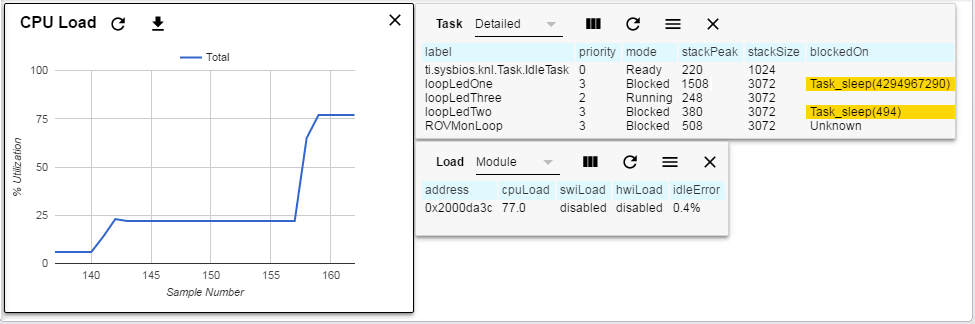 CPU Load
Total
100
75
50
25
0
% Utilization
140 145 150 155 160
Sample Number
Task Detailed
label priority mode stackPeak stackSize blockedOn
ti.sysbios.knl.Task.IdleTask 0 Ready 220 1024
loopLedOne 3 Blocked 1508 3072 Task_sleep(4294967290)
loopLedThree 2 Running 248 3072
loopLedTwo 3 Blocked 380 3072 Task_sleep(494)
ROVMonLoop 3 Blocked 508 3072 Unknown
Load Module
address cpuLoad swiLoad hwiLoad idleError
0x2000da3c 77.0 disabled disabled 0.4%